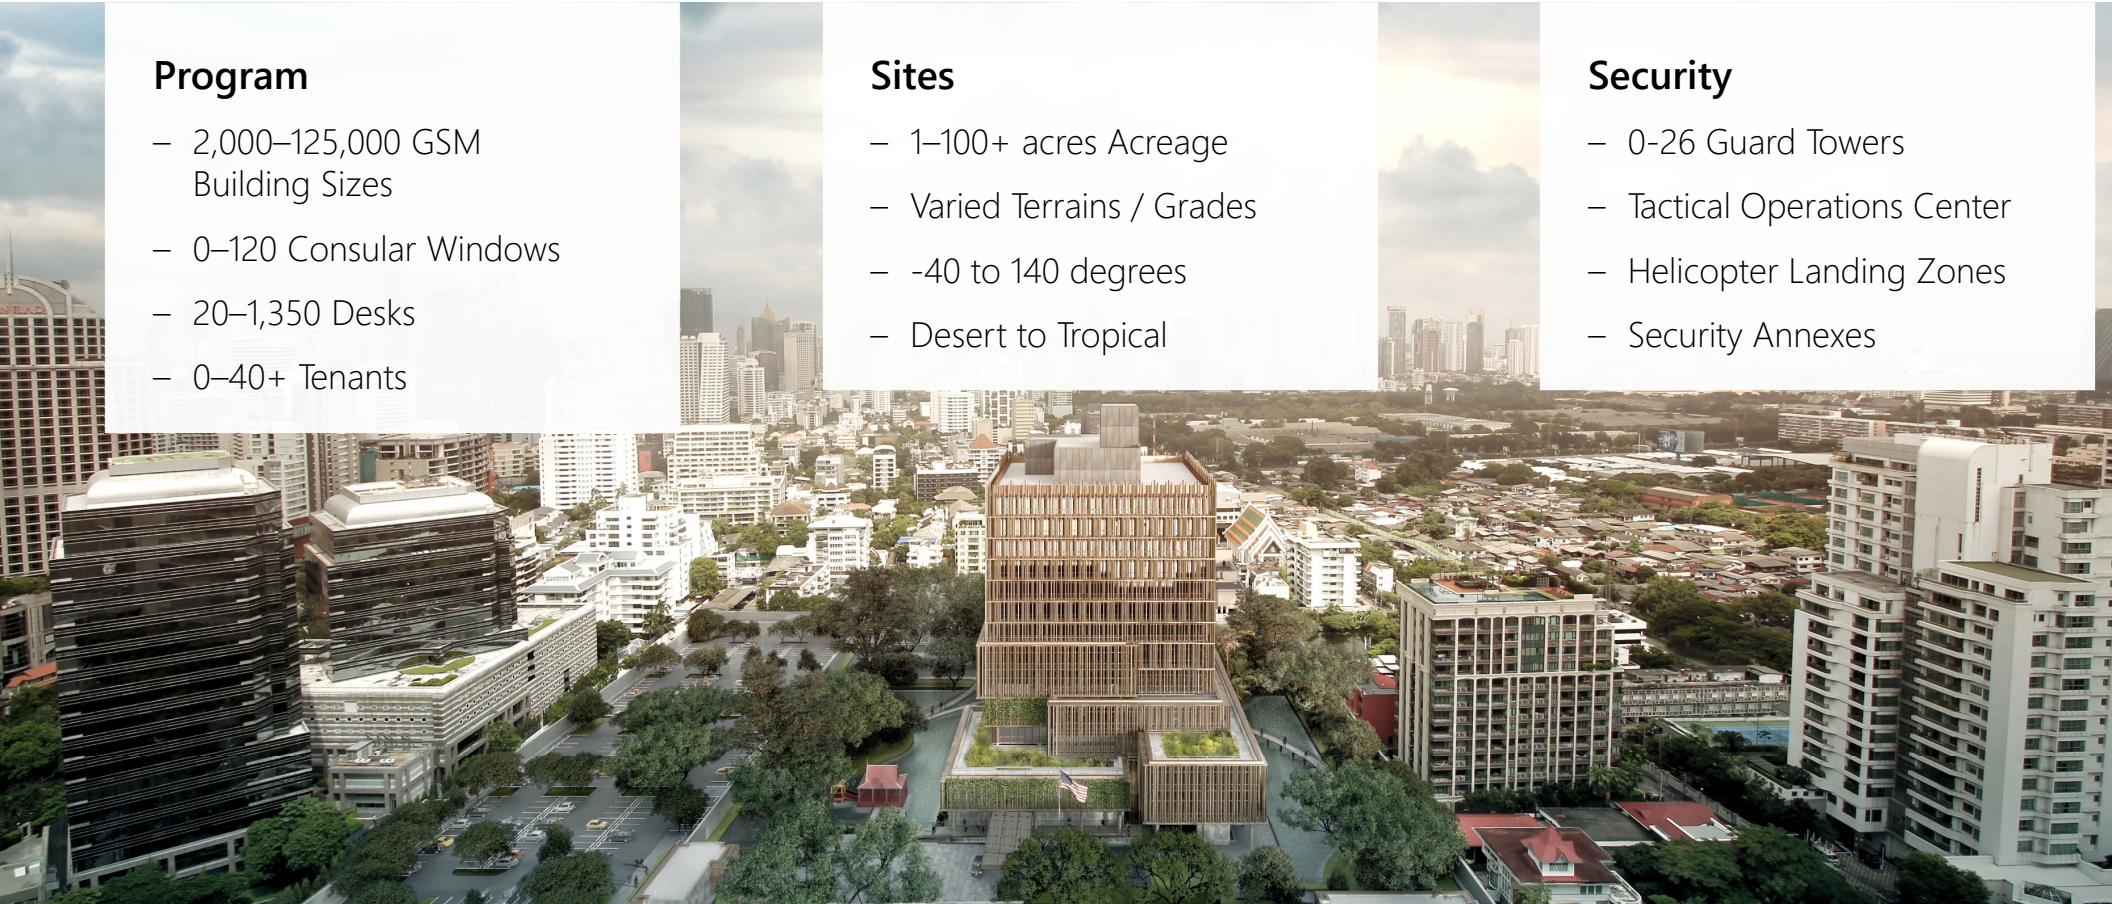 Program
– 2,000–125,000 GSM
Building Sizes
– 0–120 Consular Windows
– 20–1,350 Desks
– 0–40+ Tenants
Sites
– 1–100+ acres Acreage
– Varied Terrains / Grades
– -40 to 140 degrees
– Desert to Tropical
Security
– 0-26 Guard Towers
– Tactical Operations Center
– Helicopter Landing Zones
– Security Annexes